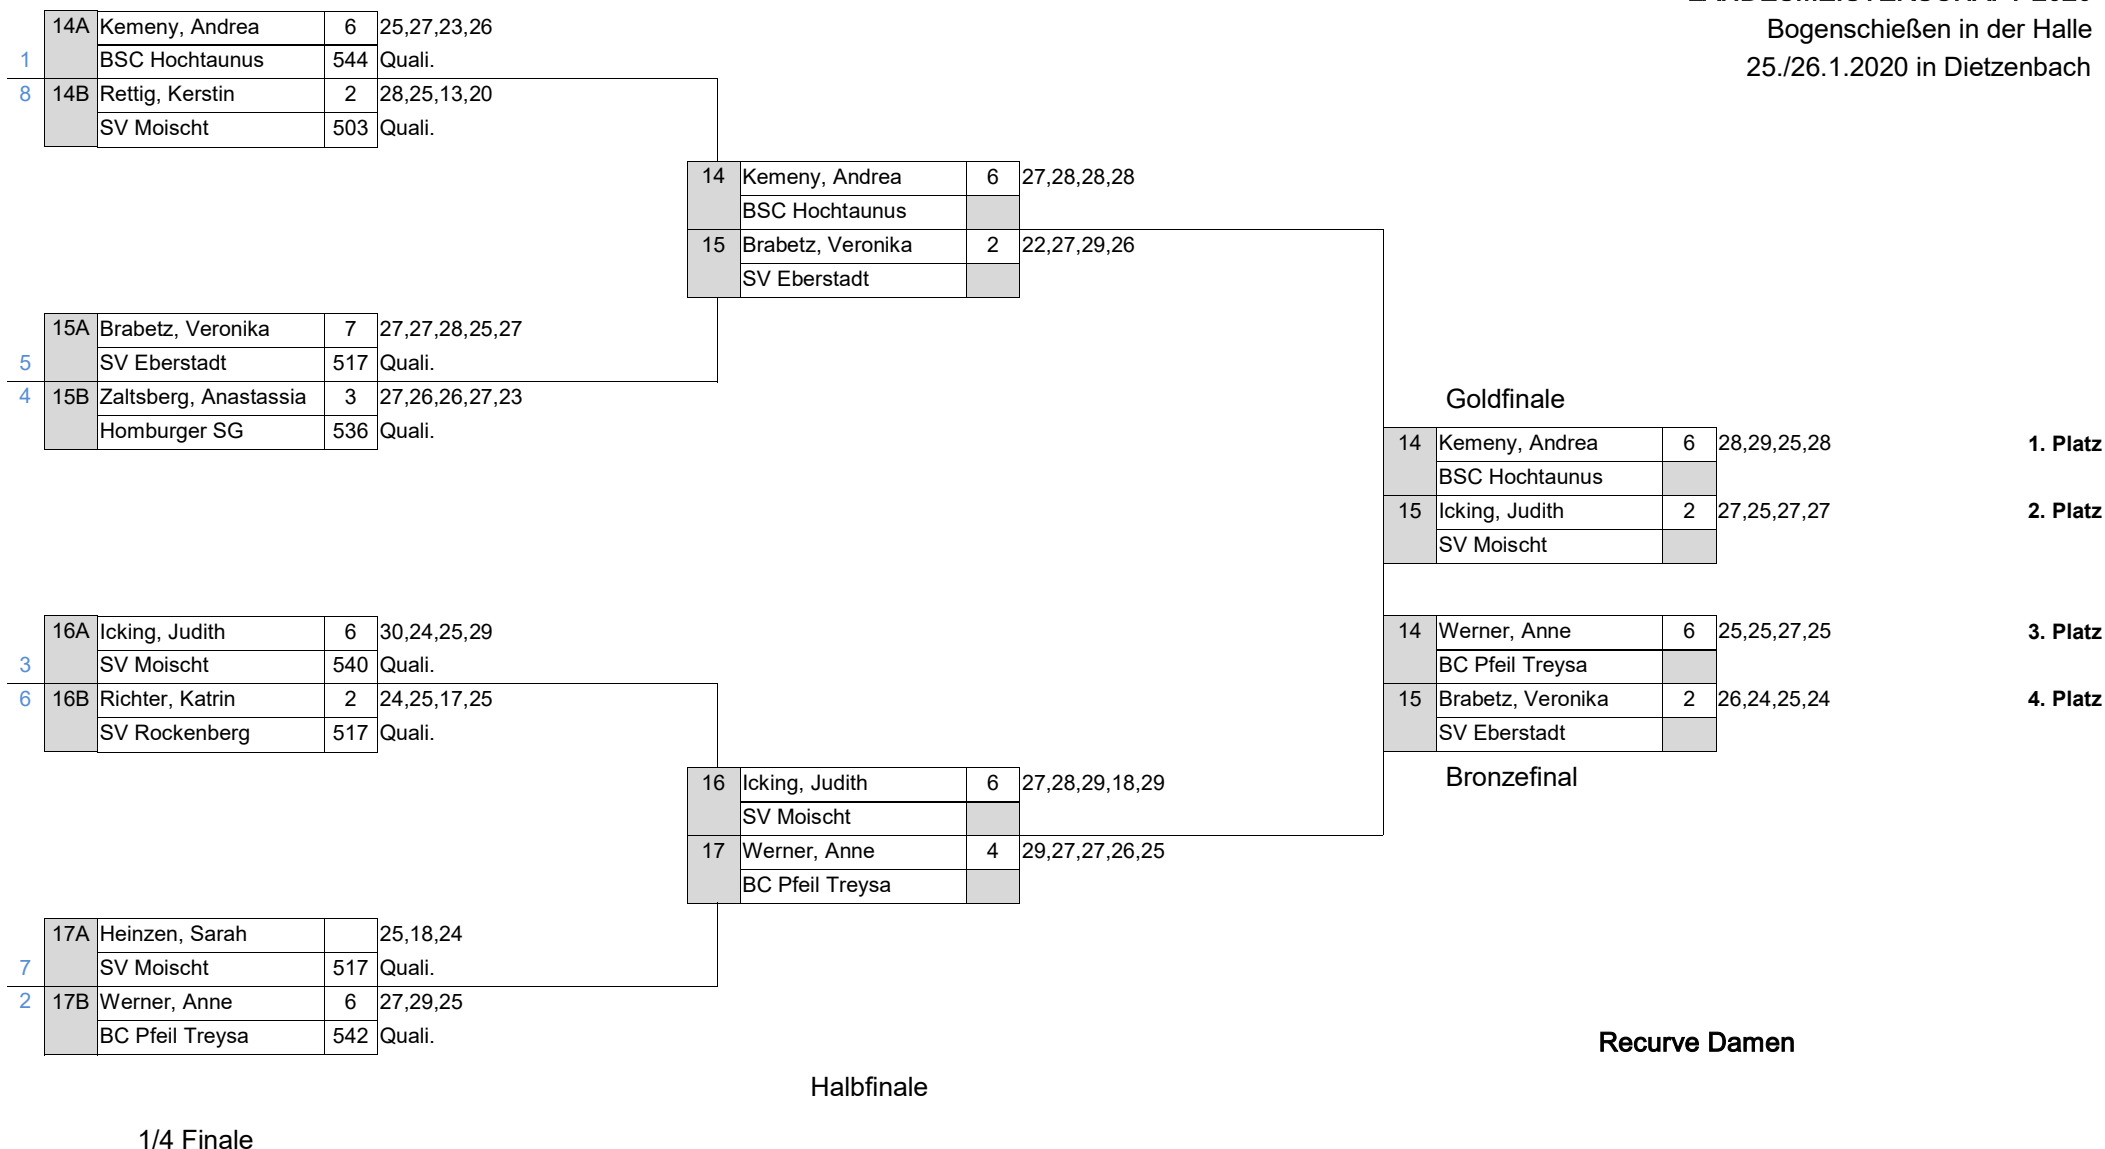 Bogenschießen in der Halle
25./26.1.2020 in Dietzenbach
14A Kemeny, Andrea 6 25,27,23,26
1 BSC Hochtaunus 544 Quali.
8 14B Rettig, Kerstin 2 28,25,13,20
SV Moischt 503 Quali.
14 Kemeny, Andrea 6 27,28,28,28
BSC Hochtaunus
15 Brabetz, Veronika 2 22,27,29,26
SV Eberstadt
15A Brabetz, Veronika 7 27,27,28,25,27
5 SV Eberstadt 517 Quali.
4 15B Zaltsberg, Anastassia 3 27,26,26,27,23
Homburger SG 536 Quali.
Goldfinale
14 Kemeny, Andrea 6 28,29,25,28 1. Platz
BSC Hochtaunus
15 Icking, Judith 2 27,25,27,27 2. Platz
SV Moischt
16A Icking, Judith 6 30,24,25,29
3 SV Moischt 540 Quali.
6 16B Richter, Katrin 2 24,25,17,25
SV Rockenberg 517 Quali.
14 Werner, Anne 6 25,25,27,25 3. Platz
BC Pfeil Treysa
15 Brabetz, Veronika 2 26,24,25,24 4. Platz
SV Eberstadt
Bronzefinal
16 Icking, Judith 6 27,28,29,18,29
SV Moischt
17 Werner, Anne 4 29,27,27,26,25
BC Pfeil Treysa
17A Heinzen, Sarah 25,18,24
7 SV Moischt 517 Quali.
2 17B Werner, Anne 6 27,29,25
BC Pfeil Treysa 542 Quali.
Recurve Damen
Halbfinale
1/4 Finale